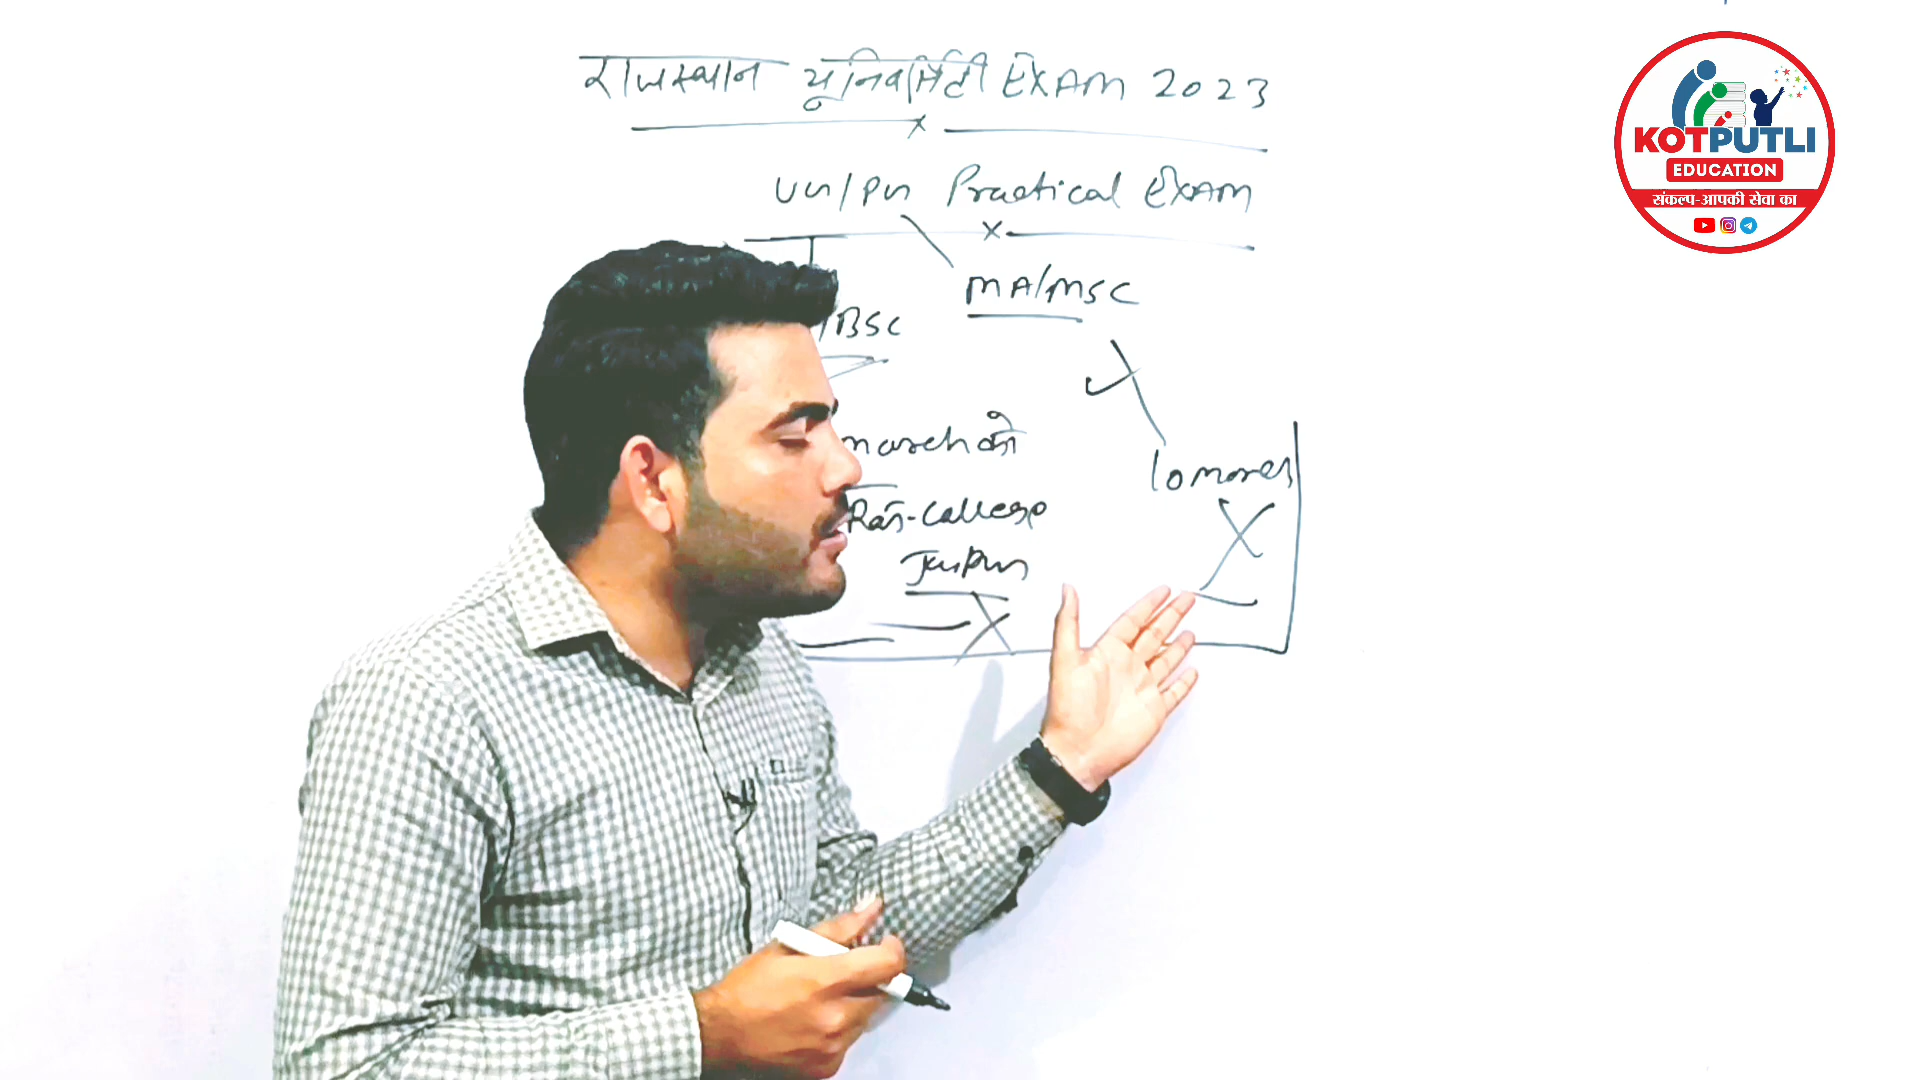 राजस्थान यूनिवर्सिटी EXAM 2023
UG/PG Practical Exam
MA/MSC
/BSC
march को
10 march
Raj-College
Jaipur
KOTPUTLI
EDUCATION
संकल्प-आपकी सेवा का